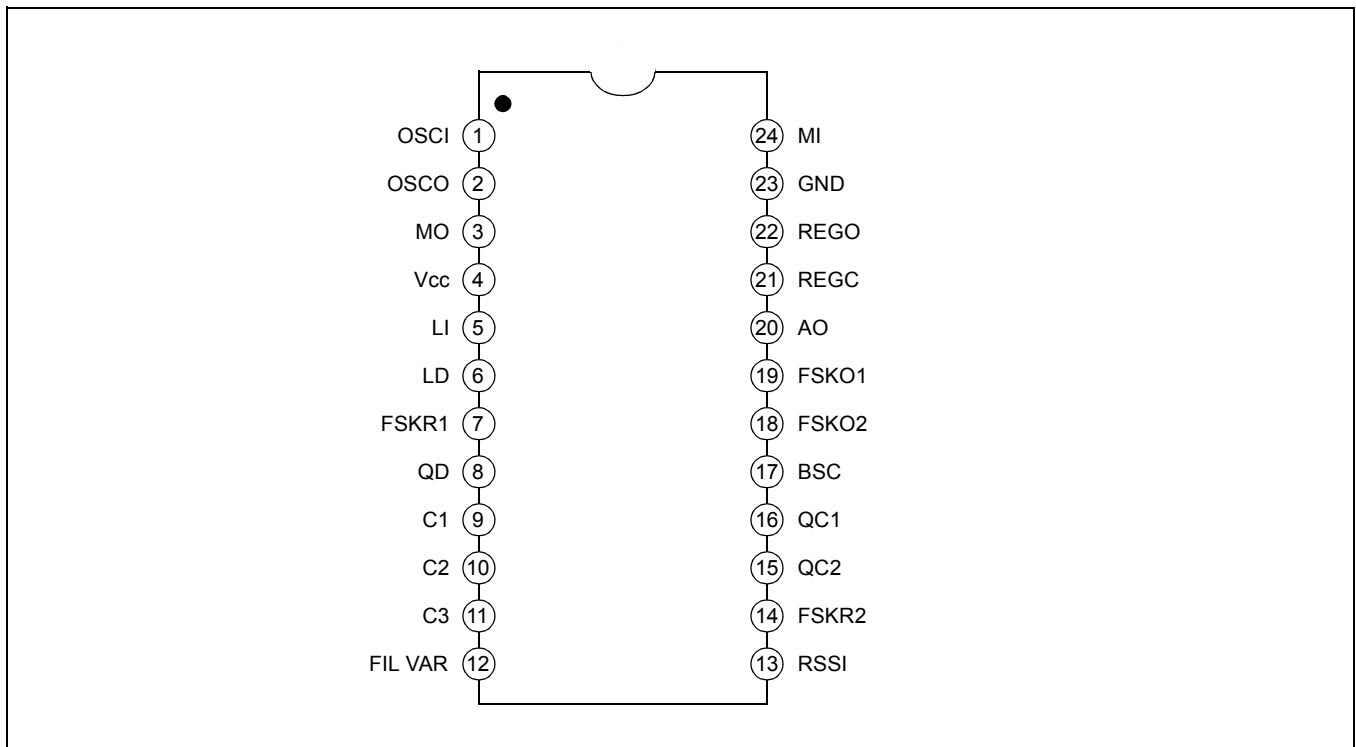 OSCI 1 24 MI
OSCO 2 23 GND
MO 3 22 REGO
Vcc 4 21 REGC
LI 5 20 AO
LD 6 19 FSKO1
FSKR1 7 18 FSKO2
QD 8 17 BSC
C1 9 16 QC1
C2 10 15 QC2
C3 11 14 FSKR2
FIL VAR 12 13 RSSI